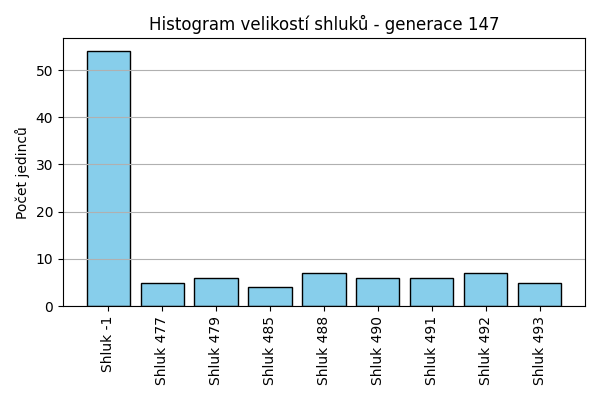 Histogram velikostí shluků - generace 147
Počet jedinců
50
40
30
20
10
0
Shluk -1
Shluk 477
Shluk 479
Shluk 485
Shluk 488
Shluk 490
Shluk 491
Shluk 492
Shluk 493